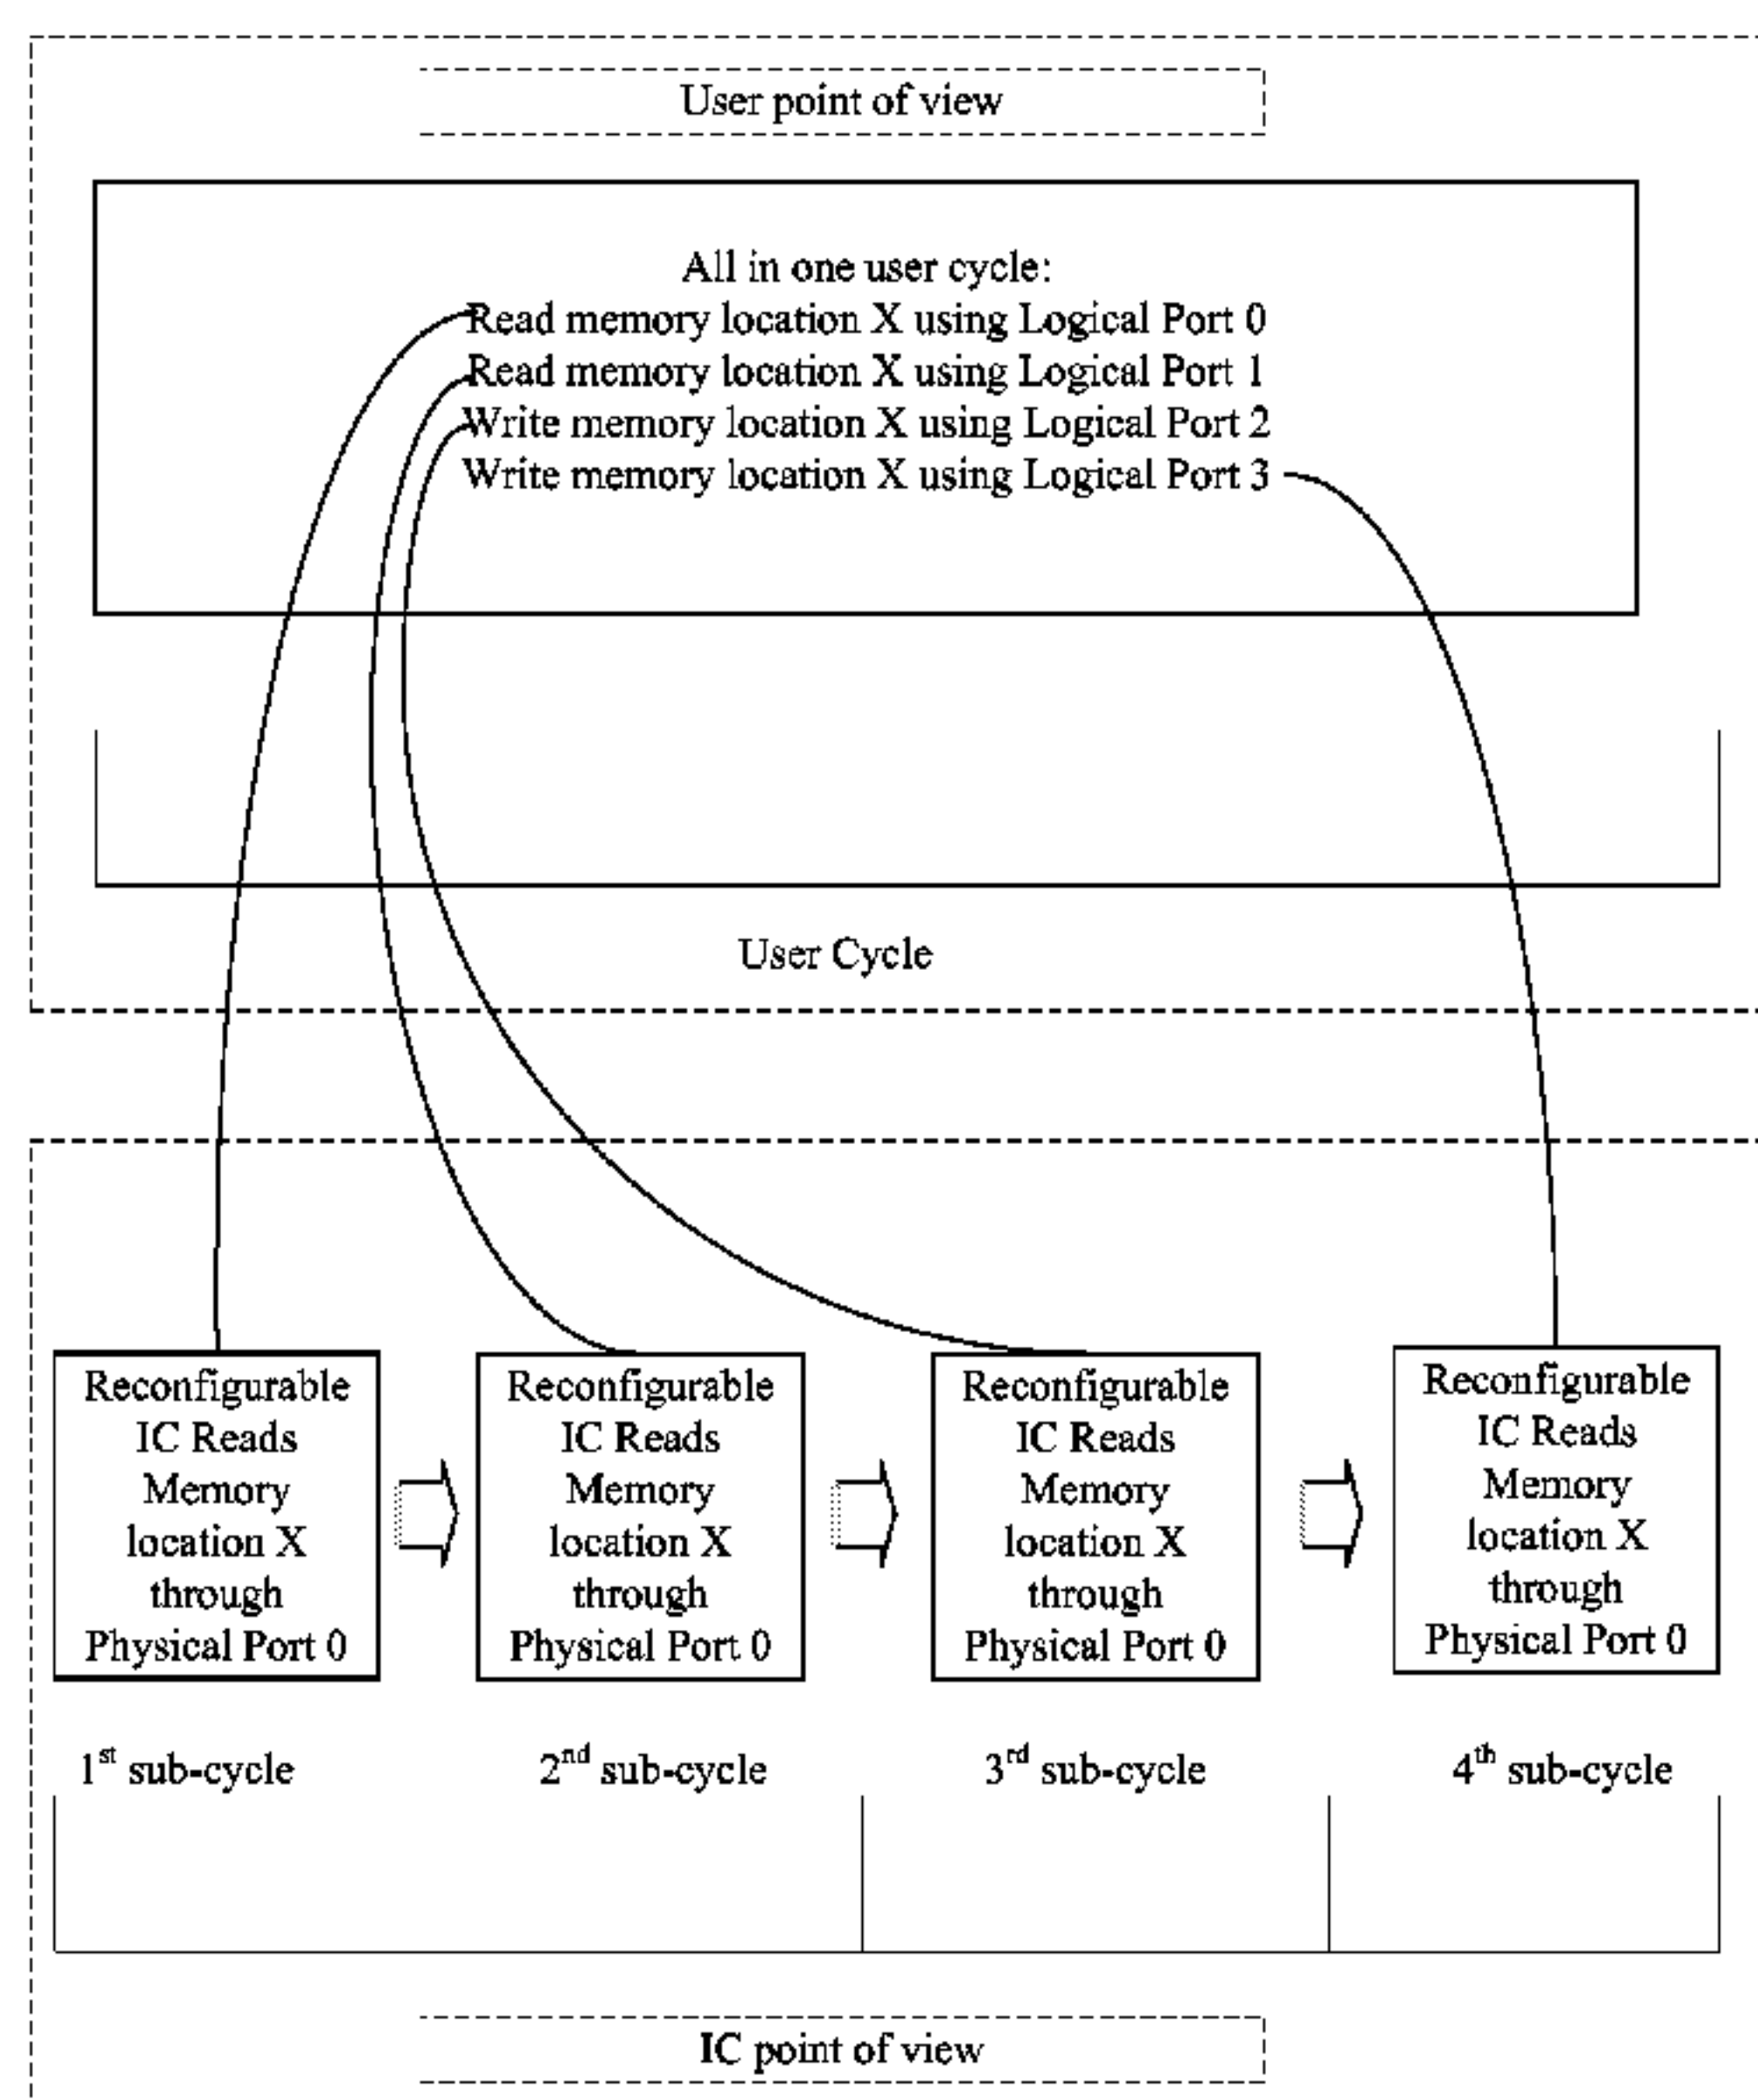 User point of view
All in one user cycle:
Read memory location X using Logical Port 0
Read memory location X using Logical Port 1
Write memory location X using Logical Port 2
Write memory location X using Logical Port 3
User Cycle
Reconfigurable
IC Reads
Memory
location X
through
Physical Port 0
Reconfigurable
IC Reads
Memory
location X
through
Physical Port 0
Reconfigurable
IC Reads
Memory
location X
through
Physical Port 0
Reconfigurable
IC Reads
Memory
location X
through
Physical Port 0
1st sub-cycle
2nd sub-cycle
3rd sub-cycle
4th sub-cycle
IC point of view